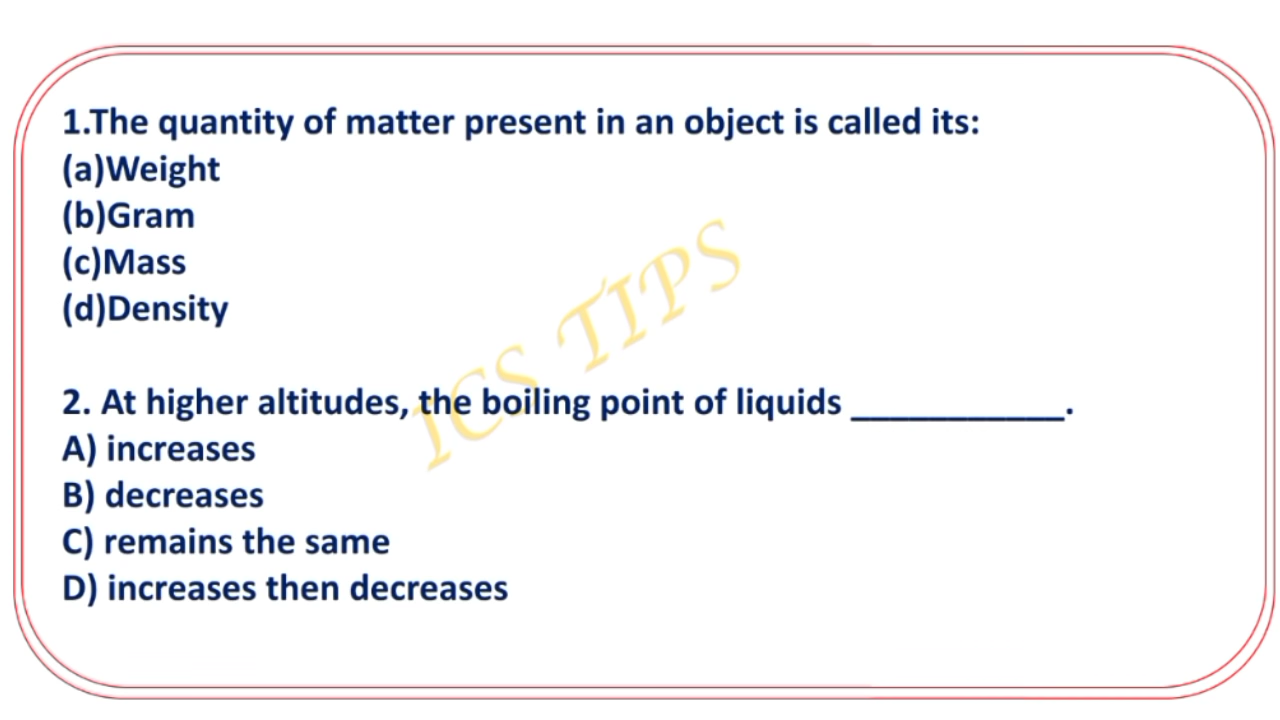 1.The quantity of matter present in an object is called its:
(a)Weight
(b)Gram
(c)Mass
(d)Density
ICS TIPS
2. At higher altitudes, the boiling point of liquids ___________.
A) increases
B) decreases
C) remains the same
D) increases then decreases